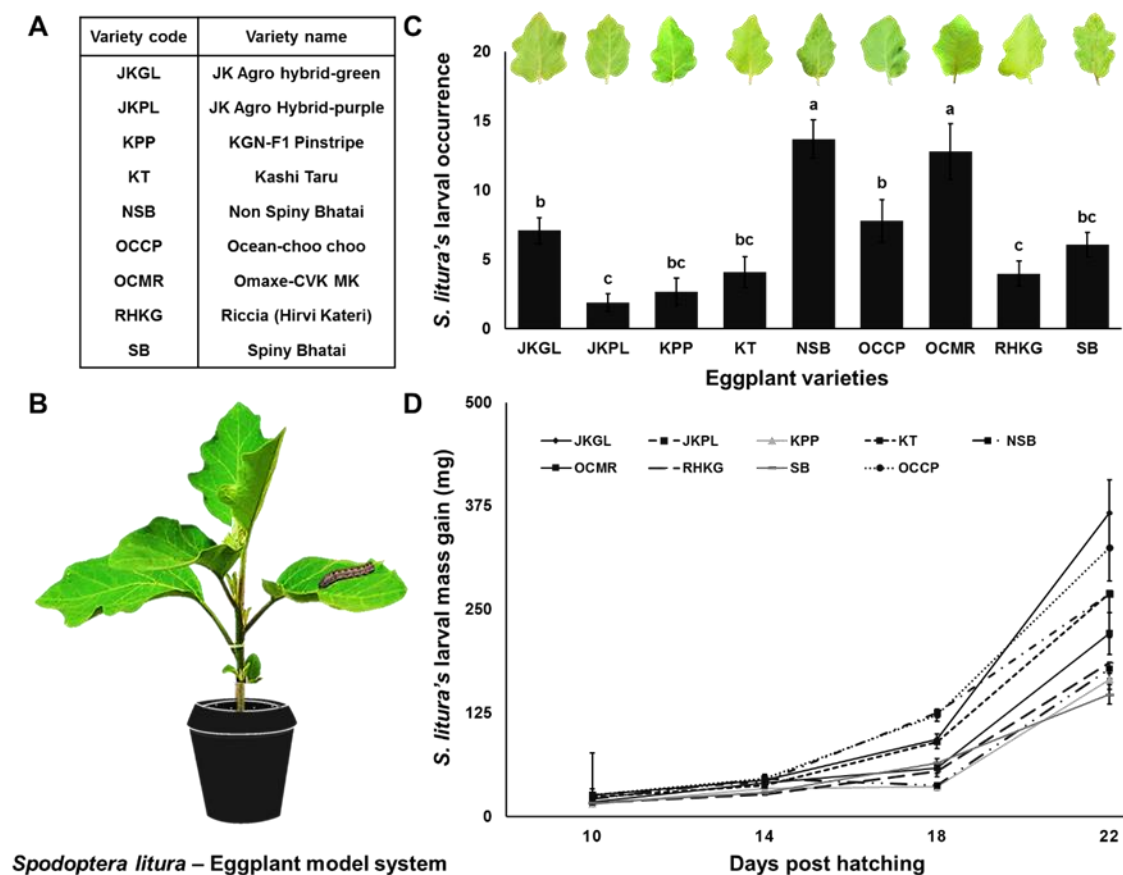 A
Variety code Variety name
JKGL JK Agro hybrid-green
JKPL JK Agro Hybrid-purple
KPP KGN-F1 Pinstripe
KT Kashi Taru
NSB Non Spiny Bhatai
OCCP Ocean-choo choo
OCMR Omaxe-CVK MK
RHKG Riccia (Hirvi Kateri)
SB Spiny Bhatai
B
Spodoptera litura – Eggplant model system
C
S. litura's larval occurrence
20
15
10
5
0
b c bc bc a b a c bc
JKGL JKPL KPP KT NSB OCCP OCMR RHKG SB
Eggplant varieties
D
S. litura's larval mass gain (mg)
500
375
250
125
0
JKGL JKPL KPP KT NSB
OCMR RHKG SB OCCP
10 14 18 22
Days post hatching